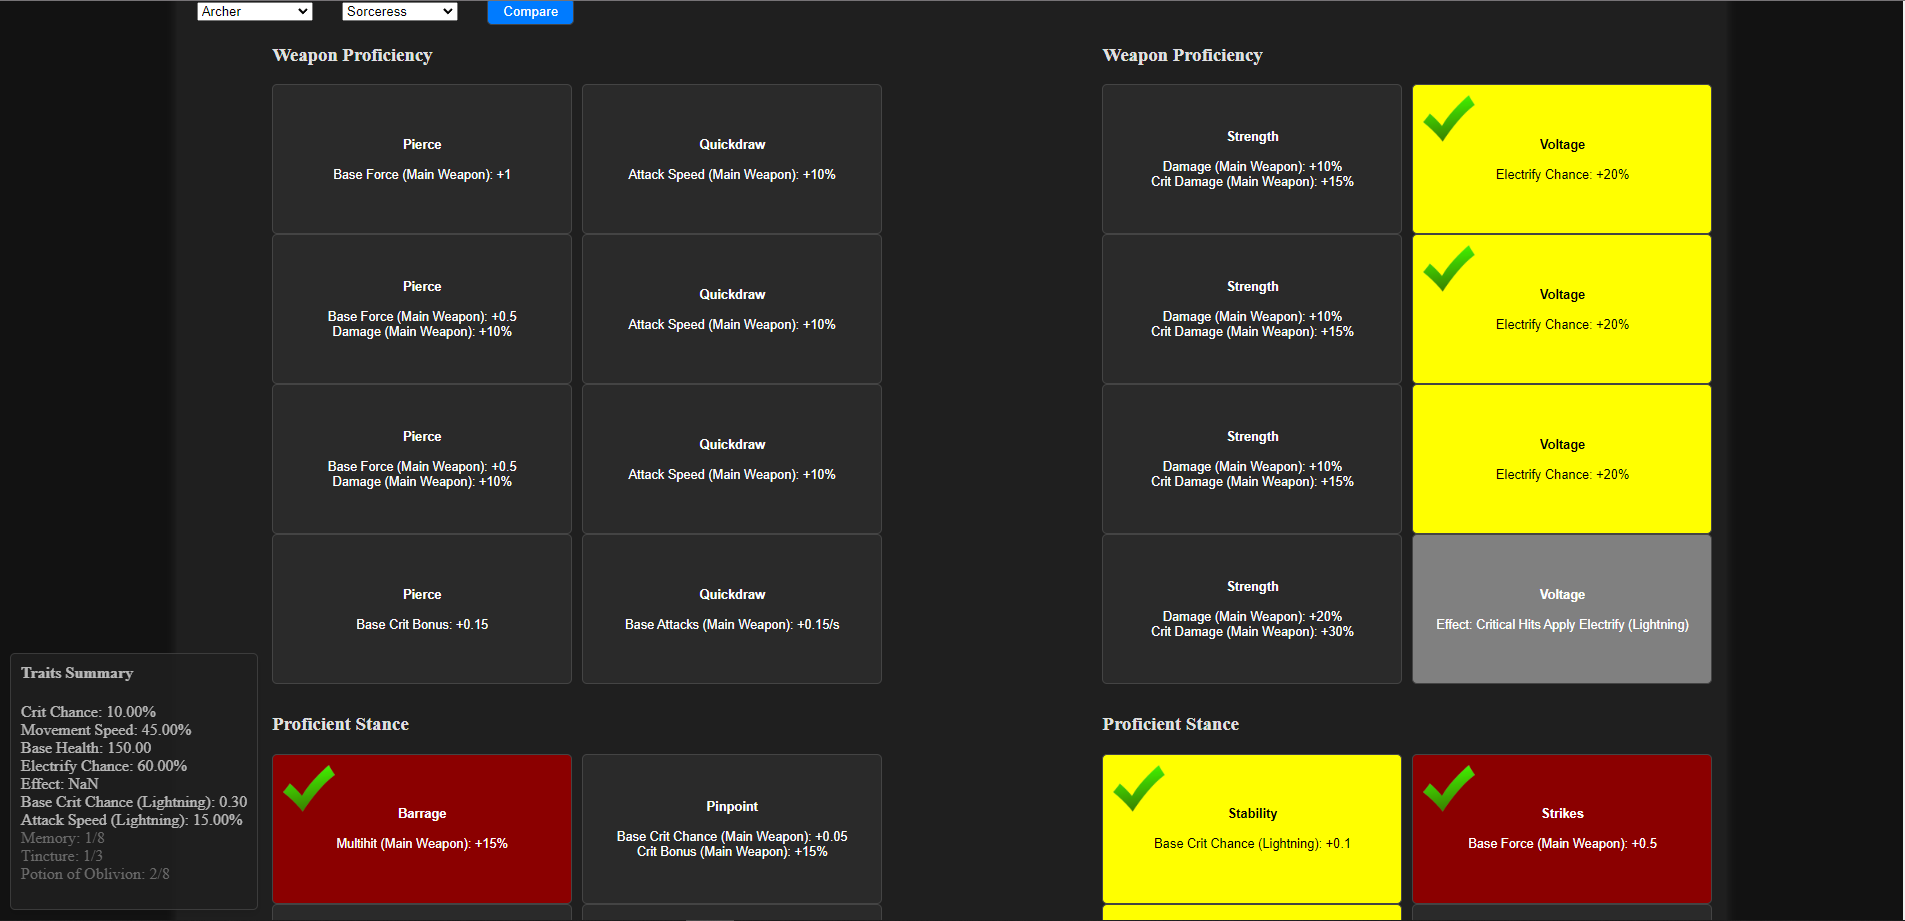 Archer
Sorceress
Compare
Weapon Proficiency
Weapon Proficiency
Pierce
Base Force (Main Weapon): +1
Quickdraw
Attack Speed (Main Weapon): +10%
Strength
Damage (Main Weapon): +10%
Crit Damage (Main Weapon): +15%
Voltage
Electrify Chance: +20%
Pierce
Base Force (Main Weapon): +0.5
Damage (Main Weapon): +10%
Quickdraw
Attack Speed (Main Weapon): +10%
Strength
Damage (Main Weapon): +10%
Crit Damage (Main Weapon): +15%
Voltage
Electrify Chance: +20%
Pierce
Base Force (Main Weapon): +0.5
Damage (Main Weapon): +10%
Quickdraw
Attack Speed (Main Weapon): +10%
Strength
Damage (Main Weapon): +10%
Crit Damage (Main Weapon): +15%
Voltage
Electrify Chance: +20%
Pierce
Base Crit Bonus: +0.15
Quickdraw
Base Attacks (Main Weapon): +0.15/s
Strength
Damage (Main Weapon): +20%
Crit Damage (Main Weapon): +30%
Voltage
Effect: Critical Hits Apply Electrify (Lightning)
Traits Summary
Crit Chance: 10.00%
Movement Speed: 45.00%
Base Health: 150.00
Electrify Chance: 60.00%
Effect: NaN
Base Crit Chance (Lightning): 0.30
Attack Speed (Lightning): 15.00%
Memory: 1/8
Tincture: 1/3
Potion of Oblivion: 2/8
Proficient Stance
Proficient Stance
Barrage
Multihit (Main Weapon): +15%
Pinpoint
Base Crit Chance (Main Weapon): +0.05
Crit Bonus (Main Weapon): +15%
Stability
Base Crit Chance (Lightning): +0.1
Strikes
Base Force (Main Weapon): +0.5